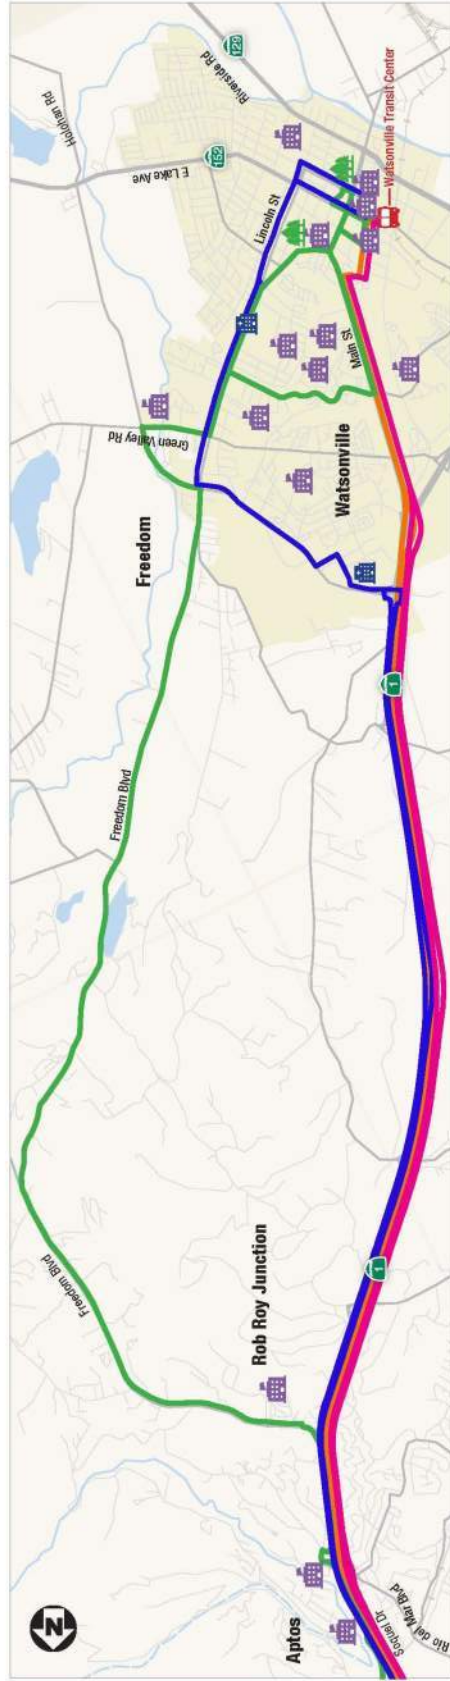 Holohan Rd
129
Riverside Rd
152
E Lake Ave
Watsonville Transit Center
Lincoln St
Main St
Green Valley Rd
Freedom
Watsonville
1
Freedom Blvd
Freedom Blvd
Rob Roy Junction
1
N
Aptos
Soquel Dr
Rio del Mar Blvd